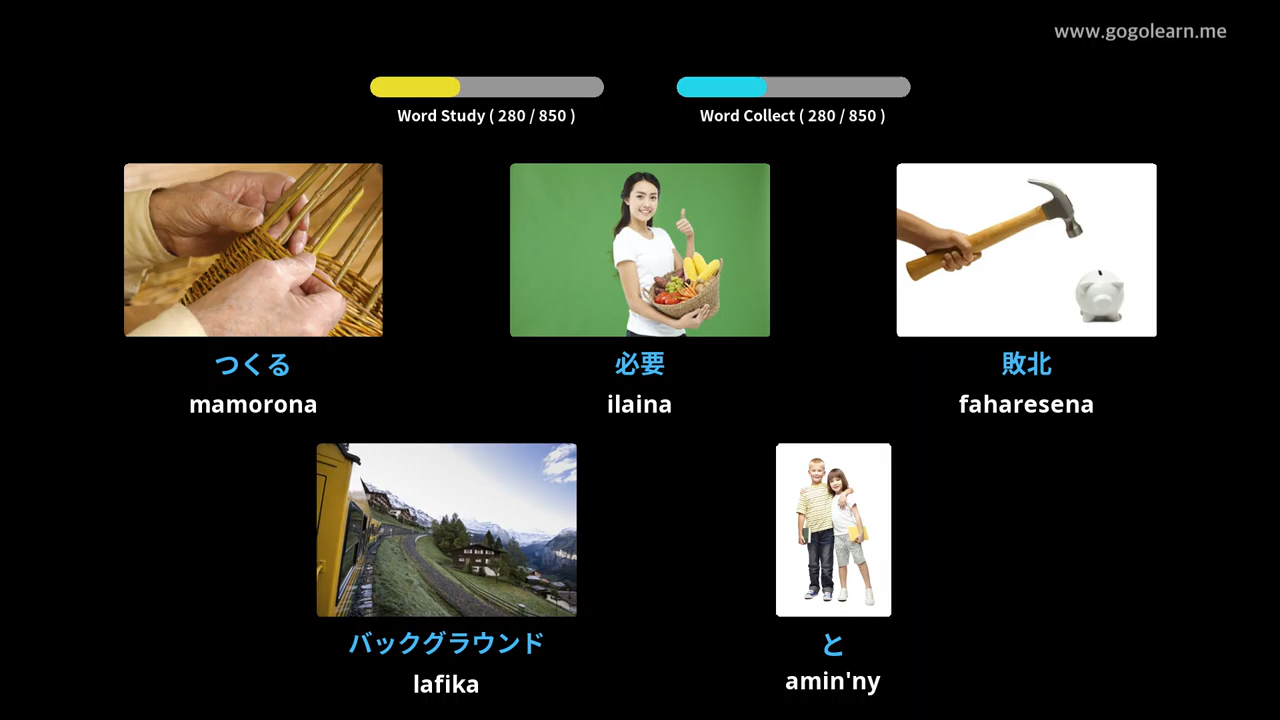 www.gogolearn.me
Word Study ( 280 / 850 )
Word Collect ( 280 / 850 )
つくる
mamorona
必要
ilaina
敗北
faharesena
バックグラウンド
lafika
と
amin'ny